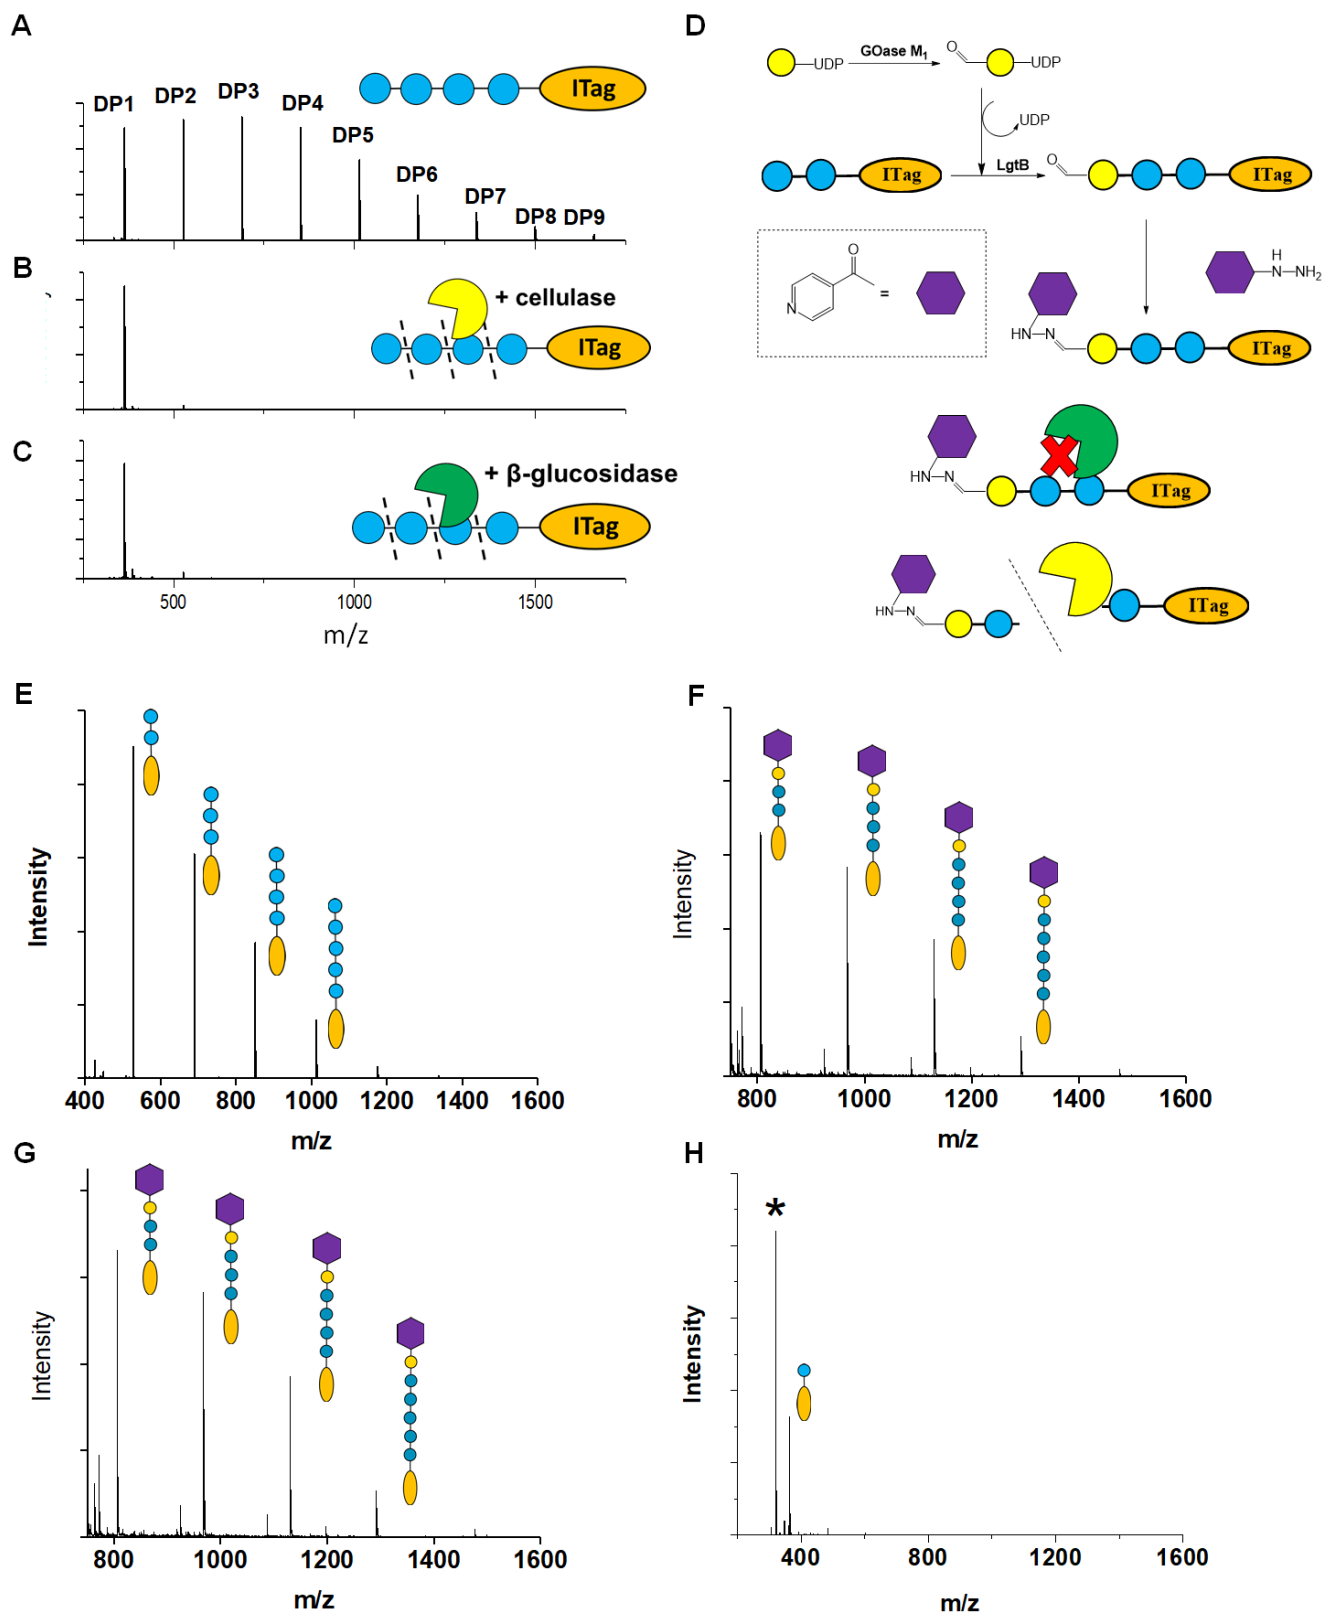 A
DP1
DP2
DP3
DP4
DP5
DP6
DP7
DP8
DP9
ITag
B
+ cellulase
ITag
C
+ β-glucosidase
ITag
500
1000
1500
m/z
D
UDP
GOase M1
O
UDP
UDP
ITag
LgtB
O
ITag
O
N
=
H
N
NH2
HN
N
ITag
HN
N
ITag
HN
N
ITag
E
Intensity
400
600
800
1000
1200
1400
1600
m/z
F
Intensity
800
1000
1200
1400
1600
m/z
G
Intensity
800
1000
1200
1400
1600
m/z
H
*
Intensity
400
800
1200
1600
m/z